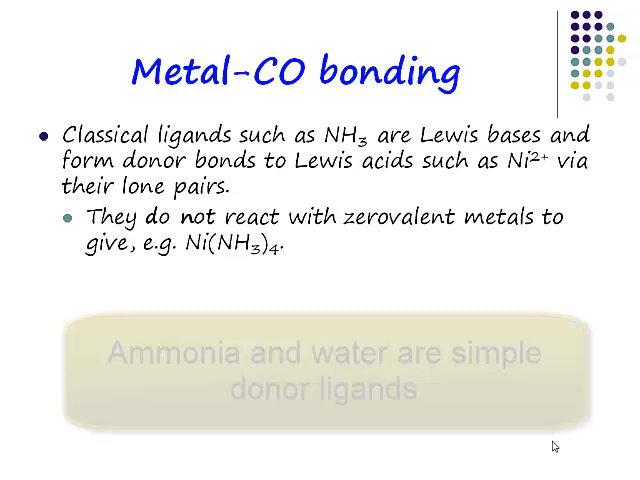 Metal-CO bonding
Classical ligands such as NH₃ are Lewis bases and
form donor bonds to Lewis acids such as Ni²⁺ via
their lone pairs.
They do not react with zerovalent metals to
give, e.g. Ni(NH₃)₄.
Ammonia and water are simple
donor ligands